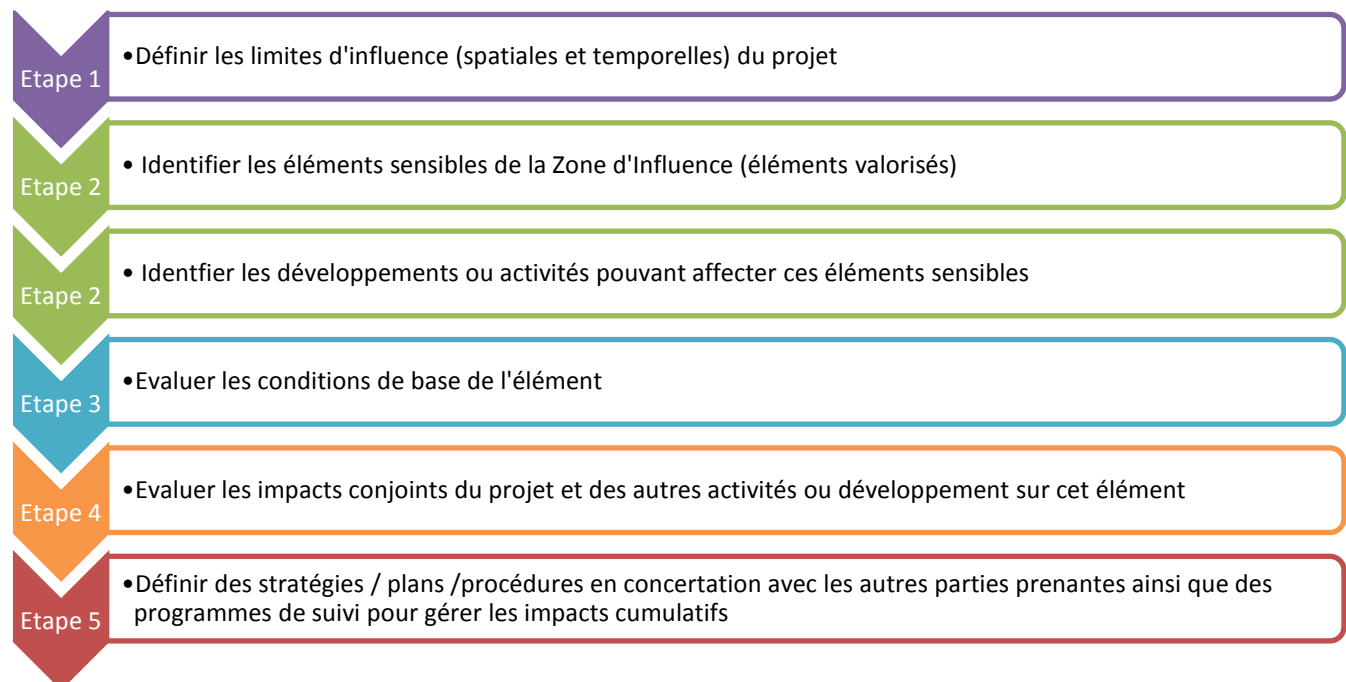 Etape 1
•Définir les limites d'influence (spatiales et temporelles) du projet
Etape 2
• Identifier les éléments sensibles de la Zone d'Influence (éléments valorisés)
Etape 2
• Identfier les développements ou activités pouvant affecter ces éléments sensibles
Etape 3
•Evaluer les conditions de base de l'élément
Etape 4
•Evaluer les impacts conjoints du projet et des autres activités ou développement sur cet élément
Etape 5
•Définir des stratégies / plans /procédures en concertation avec les autres parties prenantes ainsi que des
programmes de suivi pour gérer les impacts cumulatifs